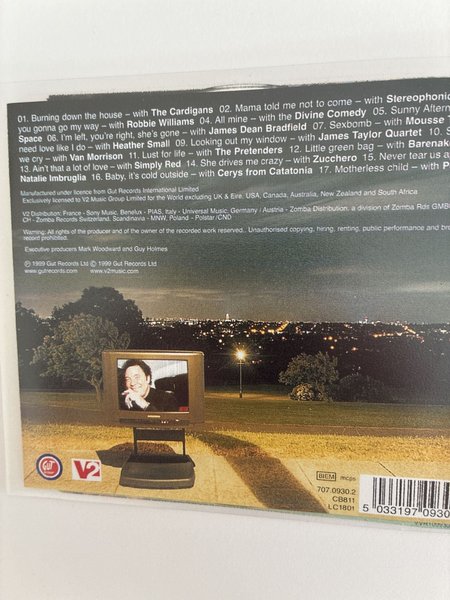 01. Burning down the house – with The Cardigans 02. Mama told me not to come – with Stereophonic
you gonna go my way – with Robbie Williams 04. All mine – with the Divine Comedy 05. Sunny Aftern
Space 06. I'm left, you're right, she's gone – with James Dean Bradfield 07. Sexbomb – with Mousse
need love like I do – with Heather Small 09. Looking out my window – with James Taylor Quartet 10. S
we cry – with Van Morrison 11. Lust for life – with The Pretenders 12. Little green bag – with Barenak
13. Ain't that a lot of love – with Simply Red 14. She drives me crazy – with Zucchero 15. Never tear us a
Natalie Imbruglia 16. Baby, it's cold outside – with Cerys from Catatonia 17. Motherless child – with P
Manufactured under licence from Gut Records International Limited
Exclusively licensed to V2 Music Group Limited for the World excluding UK & Eire, USA, Canada, Australia, New Zealand and South Africa
V2 Distribution: France - Sony Music, Benelux - PIAS, Italy - Universal Music, Germany / Austria - Zomba Distribution, a division of Zomba Rds GMB
CH - Zomba Records Switzerland, Scandinavia - MNW, Poland - Polstar (CNd)
Warning: All rights of the producer and of the owner of the recorded work reserved. Unauthorised copying, hiring, renting, public performance and br
record prohibited.
Executive producers Mark Woodward and Guy Holmes
℗ 1999 Gut Records Ltd © 1999 Gut Records Ltd
www.gutrecords.com www.v2music.com
GUT
V2
BIEM mcps
707.0930.2
CB811
LC1801
5 033197 0930